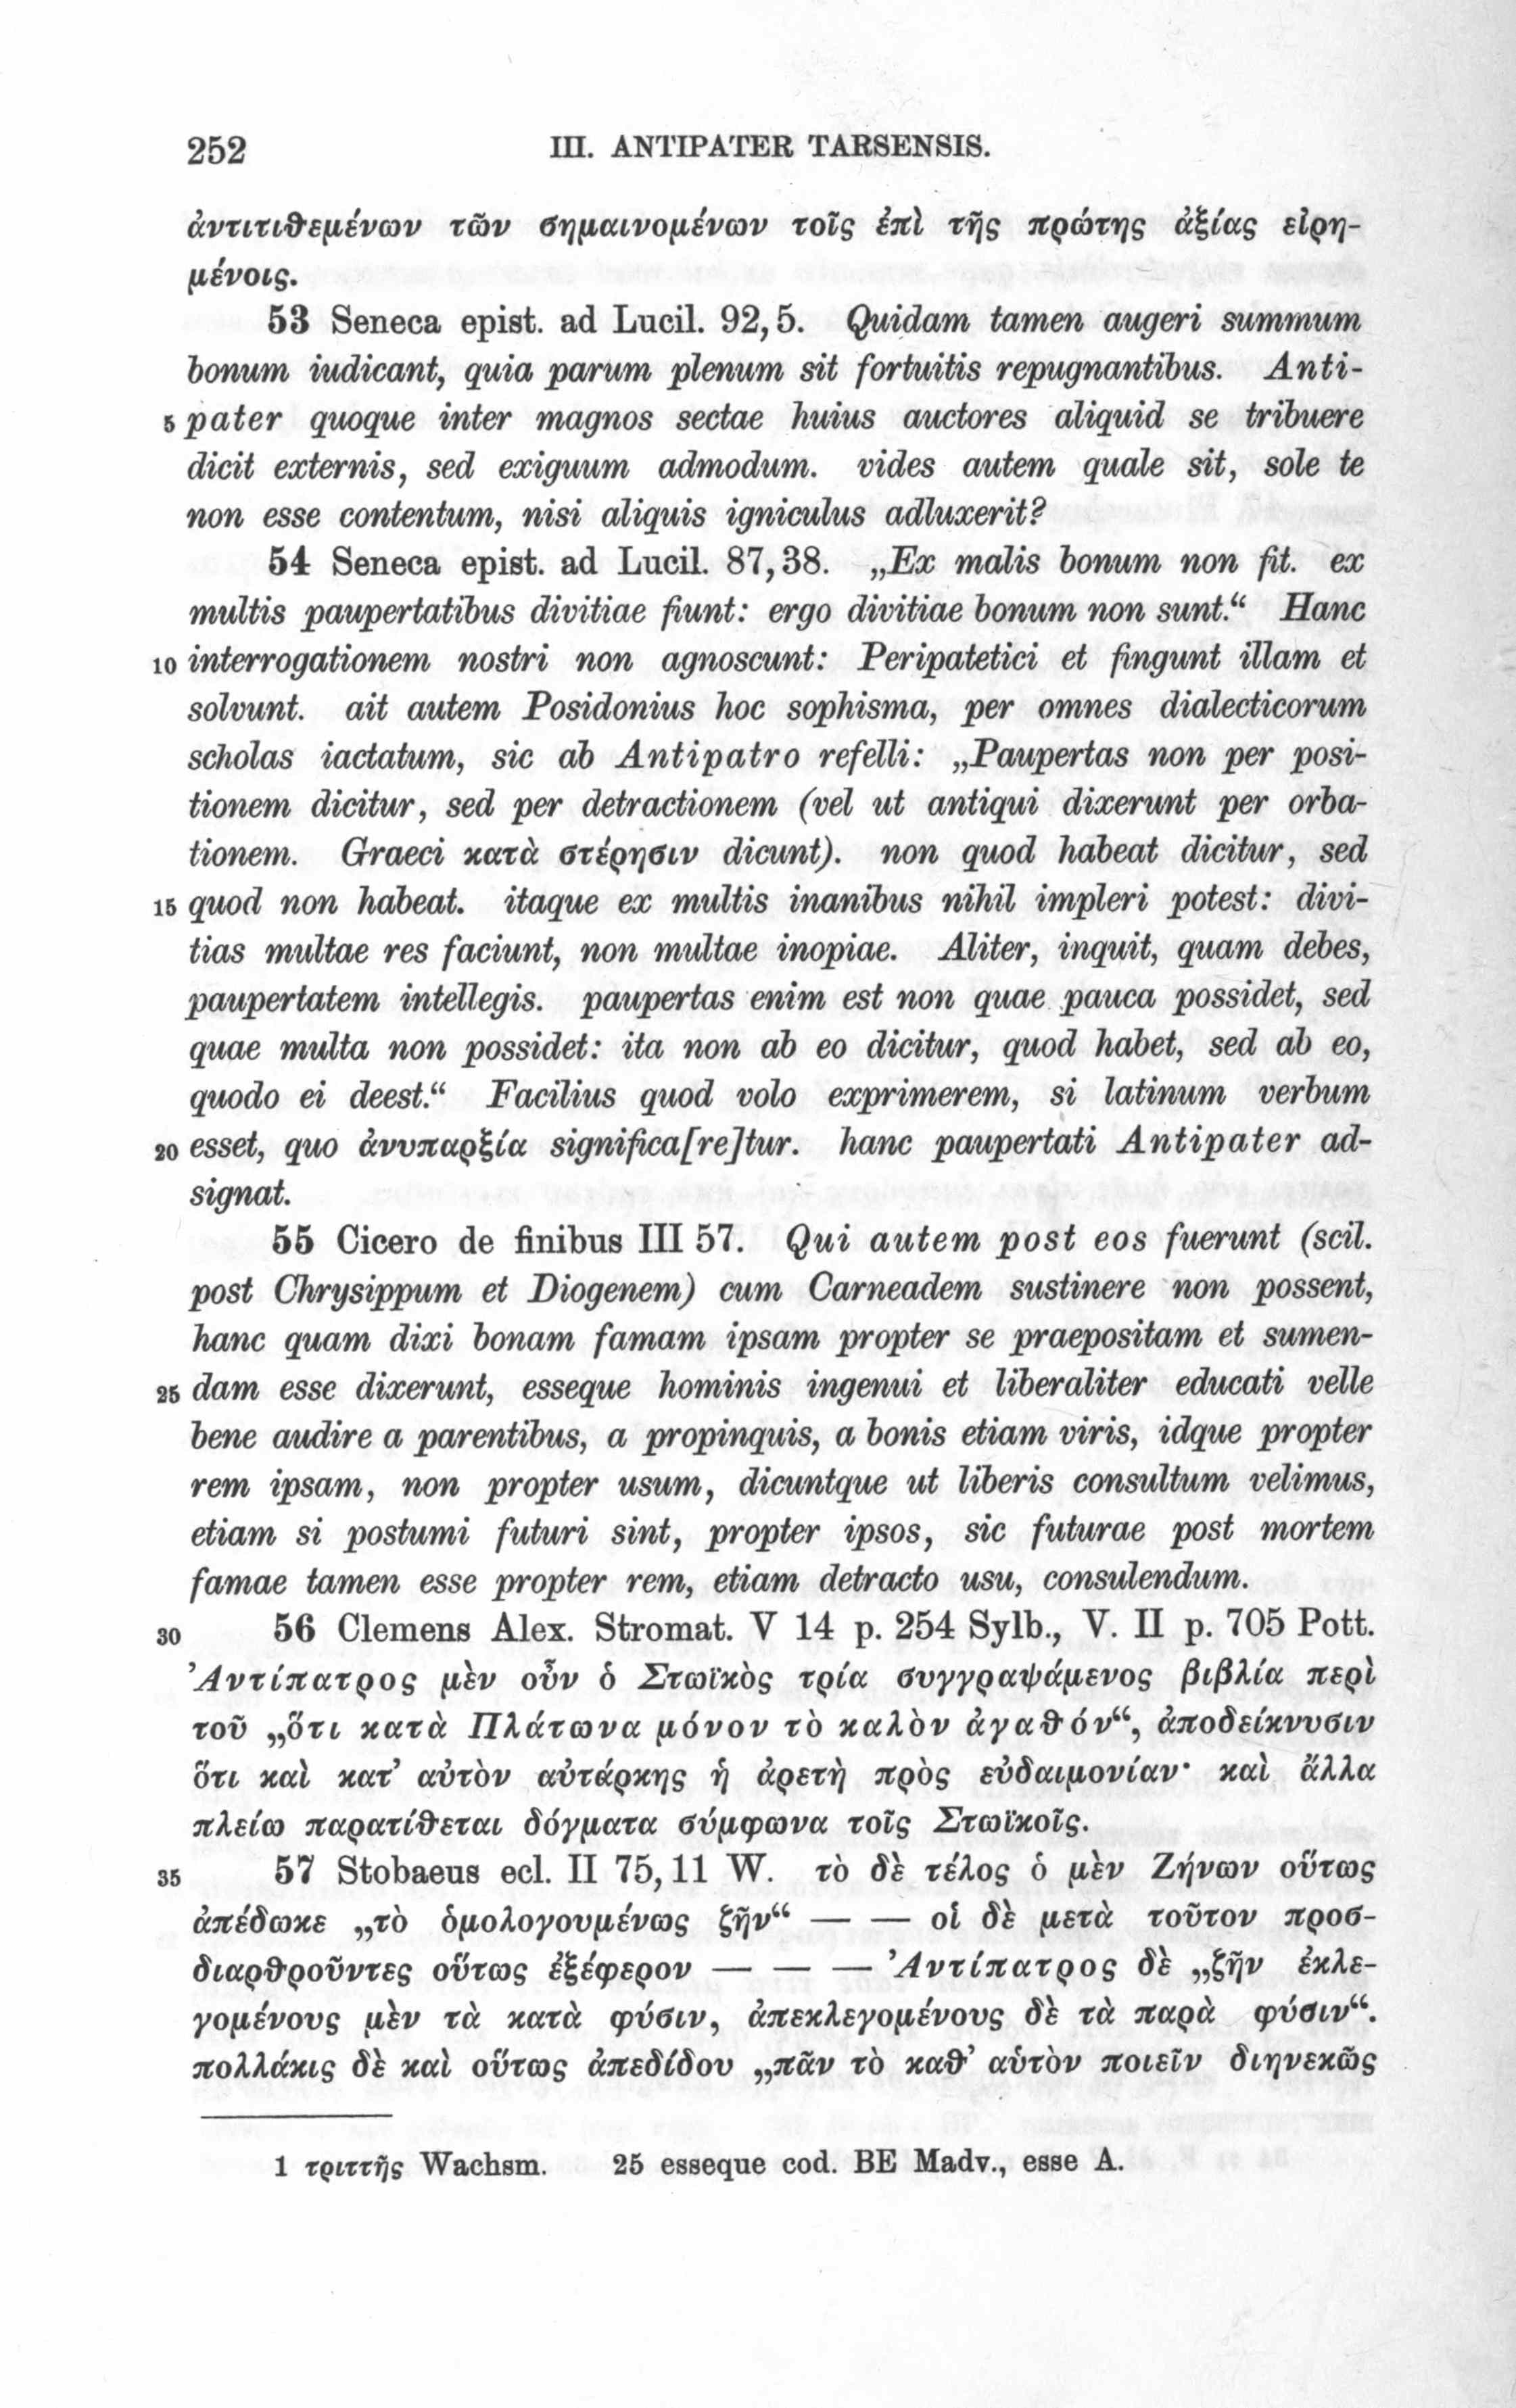 252 III. ANTIPATER TARSENSIS.
ἀντιτιθεμένων τῶν σημαινομένων τοῖς ἐπὶ τῆς πρώτης ἀξίας εἰρη-
μένοις.
53 Seneca epist. ad Lucil. 92, 5. Quidam tamen augeri summum
bonum iudicant, quia parum plenum sit fortuitis repugnantibus. Anti-
5 pater quoque inter magnos sectae huius auctores aliquid se tribuere
dicit externis, sed exiguum admodum. vides autem quale sit, sole te
non esse contentum, nisi aliquis igniculus adluxerit?
54 Seneca epist. ad Lucil. 87, 38. „Ex malis bonum non fit. ex
multis paupertatibus divitiae fiunt: ergo divitiae bonum non sunt.“ Hanc
10 interrogationem nostri non agnoscunt: Peripatetici et fingunt illam et
solvunt. ait autem Posidonius hoc sophisma, per omnes dialecticorum
scholas iactatum, sic ab Antipatro refelli: „Paupertas non per posi-
tionem dicitur, sed per detractionem (vel ut antiqui dixerunt per orba-
tionem. Graeci κατὰ στέρησιν dicunt). non quod habeat dicitur, sed
15 quod non habeat. itaque ex multis inanibus nihil impleri potest: divi-
tias multae res faciunt, non multae inopiae. Aliter, inquit, quam debes,
paupertatem intellegis. paupertas enim est non quae pauca possidet, sed
quae multa non possidet: ita non ab eo dicitur, quod habet, sed ab eo,
quodo ei deest.“ Facilius quod volo exprimerem, si latinum verbum
20 esset, quo ἀνυπαρξία significa[re]tur. hanc paupertati Antipater ad-
signat.
55 Cicero de finibus III 57. Qui autem post eos fuerunt (scil.
post Chrysippum et Diogenem) cum Carneadem sustinere non possent,
hanc quam dixi bonam famam ipsam propter se praepositam et sumen-
25 dam esse dixerunt, esseque hominis ingenui et liberaliter educati velle
bene audire a parentibus, a propinquis, a bonis etiam viris, idque propter
rem ipsam, non propter usum, dicuntque ut liberis consultum velimus,
etiam si postumi futuri sint, propter ipsos, sic futurae post mortem
famae tamen esse propter rem, etiam detracto usu, consulendum.
30 56 Clemens Alex. Stromat. V 14 p. 254 Sylb., V. II p. 705 Pott.
Ἀντίπατρος μὲν οὖν ὁ Στωϊκὸς τρία συγγραψάμενος βιβλία περὶ
τοῦ „ὅτι κατὰ Πλάτωνα μόνον τὸ καλὸν ἀγαθόν“, ἀποδείκνυσιν
ὅτι καὶ κατ’ αὐτὸν αὐτάρκης ἡ ἀρετὴ πρὸς εὐδαιμονίαν· καὶ ἄλλα
πλείω παρατίθεται δόγματα σύμφωνα τοῖς Στωϊκοῖς.
35 57 Stobaeus ecl. II 75, 11 W. τὸ δὲ τέλος ὁ μὲν Ζήνων οὕτως
ἀπέδωκε „τὸ ὁμολογουμένως ζῆν“ — — οἱ δὲ μετὰ τοῦτον προσ-
διαρθροῦντες οὕτως ἐξέφερον — — — Ἀντίπατρος δὲ „ζῆν ἐκλε-
γομένους μὲν τὰ κατὰ φύσιν, ἀπεκλεγομένους δὲ τὰ παρὰ φύσιν“.
πολλάκις δὲ καὶ οὕτως ἀπεδίδου „πᾶν τὸ καθ’ αὑτὸν ποιεῖν διηνεκῶς
1 τριττῆς Wachsm. 25 esseque cod. BE Madv., esse A.